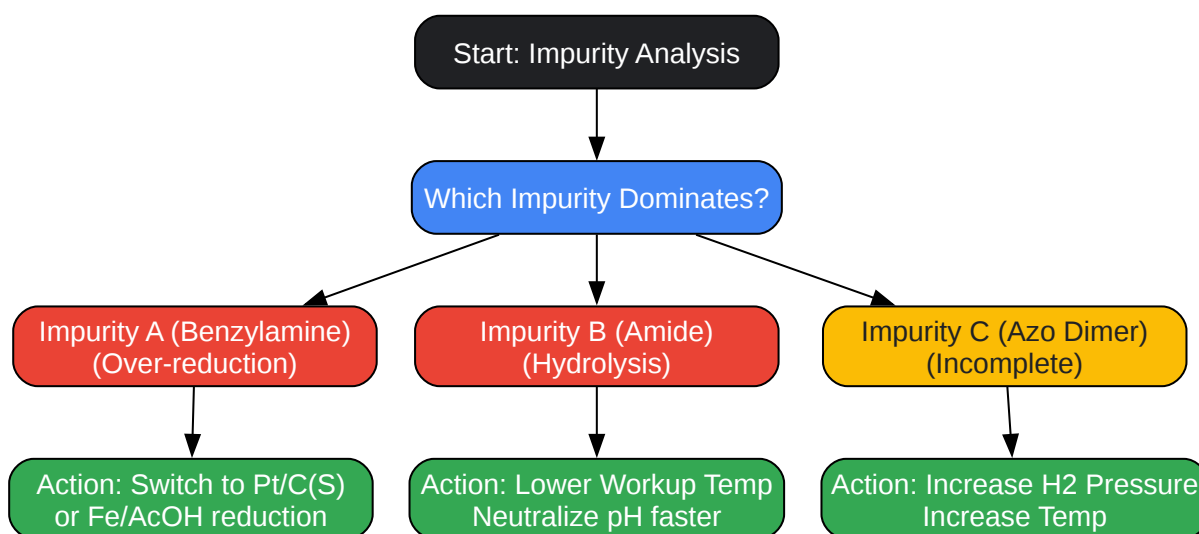 Start: Impurity Analysis
Which Impurity Dominates?
Impurity A (Benzylamine)
(Over-reduction)
Impurity B (Amide)
(Hydrolysis)
Impurity C (Azo Dimer)
(Incomplete)
Action: Switch to Pt/C(S)
or Fe/AcOH reduction
Action: Lower Workup Temp
Neutralize pH faster
Action: Increase H2 Pressure
Increase Temp